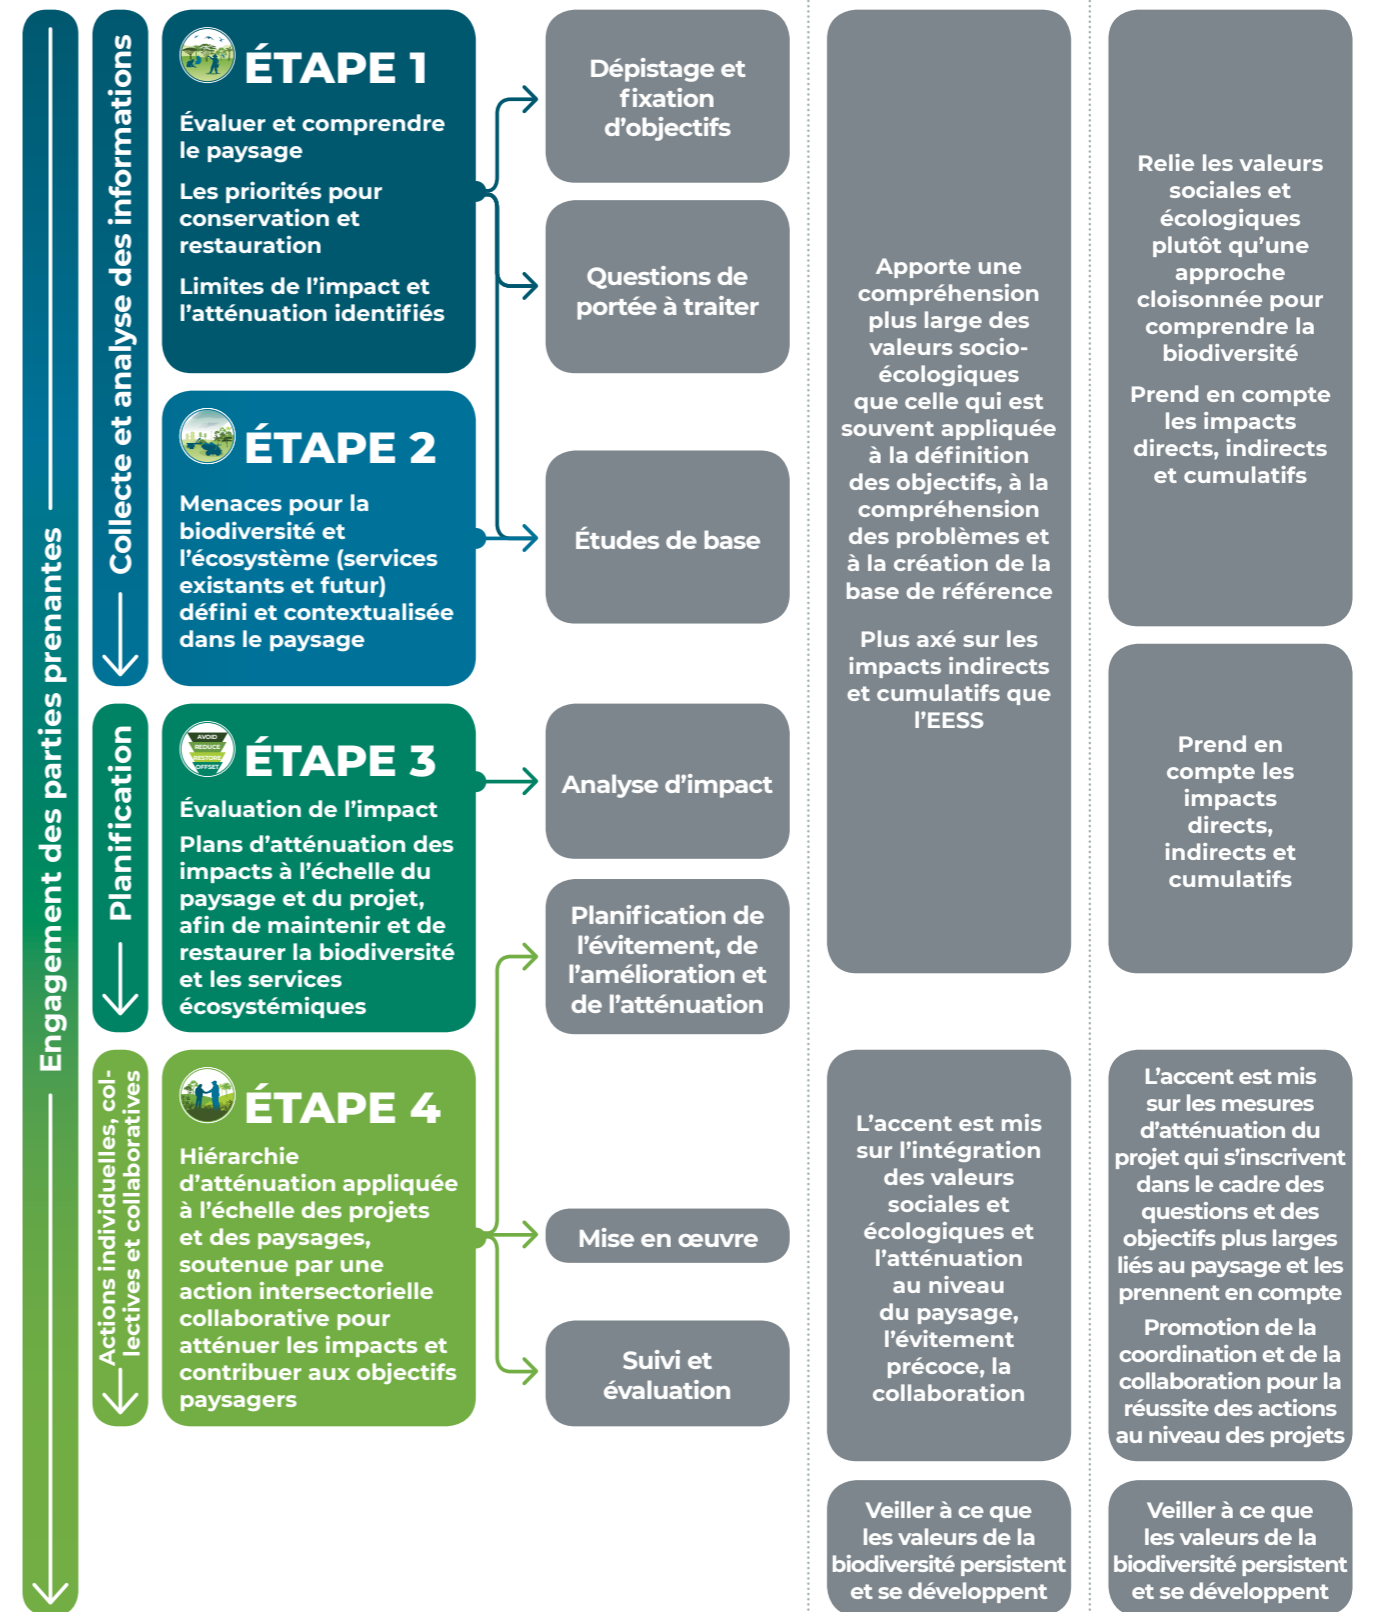 Engagement des parties prenantes
Collecte et analyse des informations
ÉTAPE 1
Évaluer et comprendre
le paysage
Les priorités pour
conservation et
restauration
Limites de l’impact et
l’atténuation identifiés
ÉTAPE 2
Menaces pour la
biodiversité et
l’écosystème (services
existants et futur)
défini et contextualisée
dans le paysage
Planification
AVOID
REDUCE
RESTORE
OFFSET
ÉTAPE 3
Évaluation de l’impact
Plans d’atténuation des
impacts à l’échelle du
paysage et du projet,
afin de maintenir et de
restaurer la biodiversité
et les services
écosystémiques
Actions individuelles, col-
lectives et collaboratives
ÉTAPE 4
Hiérarchie
d’atténuation appliquée
à l’échelle des projets
et des paysages,
soutenue par une
action intersectorielle
collaborative pour
atténuer les impacts et
contribuer aux objectifs
paysagers
Dépistage et
fixation
d’objectifs
Questions de
portée à traiter
Études de base
Analyse d’impact
Planification de
l’évitement, de
l’amélioration et
de l’atténuation
Mise en œuvre
Suivi et
évaluation
Apporte une
compréhension
plus large des
valeurs socio-
écologiques
que celle qui est
souvent appliquée
à la définition
des objectifs, à la
compréhension
des problèmes et
à la création de la
base de référence
Plus axé sur les
impacts indirects
et cumulatifs que
l’EESS
L’accent est mis
sur l’intégration
des valeurs
sociales et
écologiques et
l’atténuation
au niveau
du paysage,
l’évitement
précoce, la
collaboration
Veiller à ce que
les valeurs de la
biodiversité persistent
et se développent
Relie les valeurs
sociales et
écologiques
plutôt qu’une
approche
cloisonnée pour
comprendre la
biodiversité
Prend en compte
les impacts
directs, indirects
et cumulatifs
Prend en
compte les
impacts
directs,
indirects et
cumulatifs
L’accent est mis
sur les mesures
d’atténuation du
projet qui s’inscrivent
dans le cadre des
questions et des
objectifs plus larges
liés au paysage et les
prennent en compte
Promotion de la
coordination et de la
collaboration pour la
réussite des actions
au niveau des projets
Veiller à ce que
les valeurs de la
biodiversité persistent
et se développent